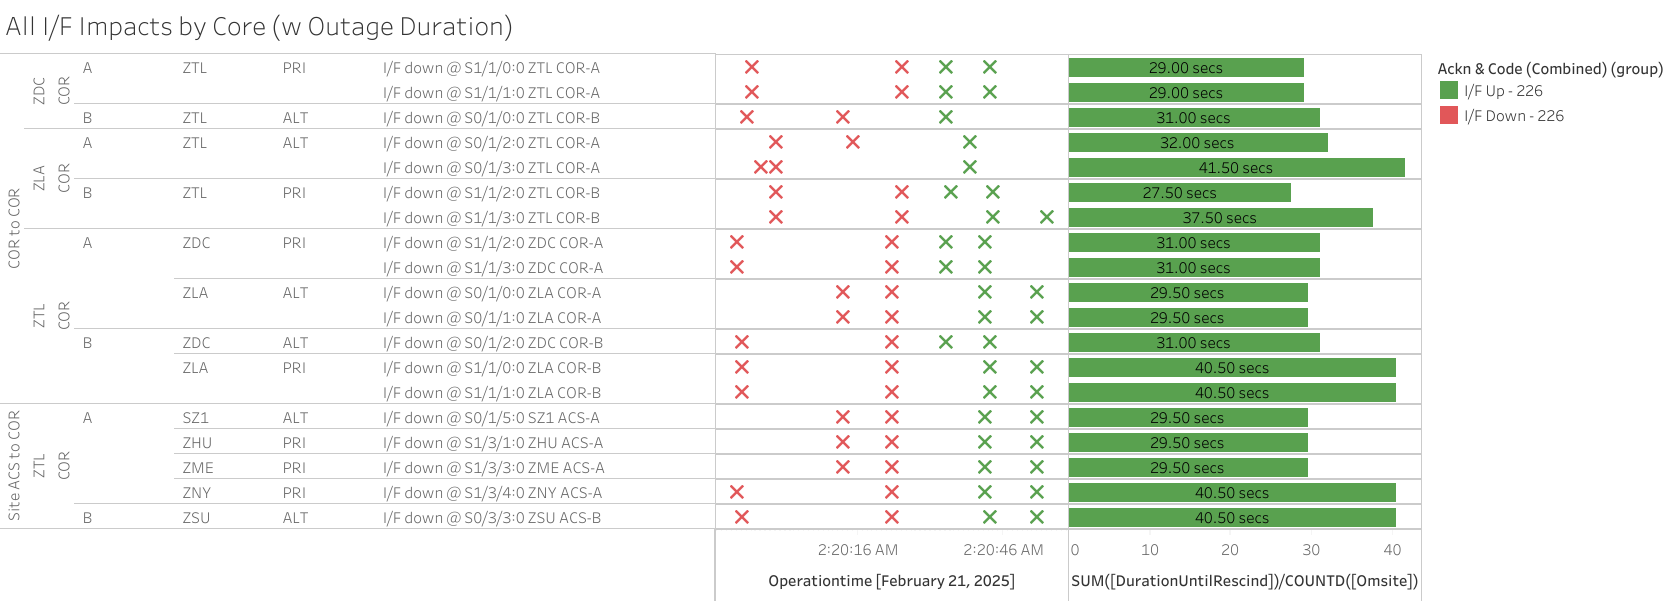 All I/F Impacts by Core (w Outage Duration)
COR to COR
ZDC COR
A ZTL PRI I/F down @ S1/1/0:0 ZTL COR-A 29.00 secs
I/F down @ S1/1/1:0 ZTL COR-A 29.00 secs
B ZTL ALT I/F down @ S0/1/0:0 ZTL COR-B 31.00 secs
ZLA COR
A ZTL ALT I/F down @ S0/1/2:0 ZTL COR-A 32.00 secs
I/F down @ S0/1/3:0 ZTL COR-A 41.50 secs
B ZTL PRI I/F down @ S1/1/2:0 ZTL COR-B 27.50 secs
I/F down @ S1/1/3:0 ZTL COR-B 37.50 secs
ZTL COR
A ZDC PRI I/F down @ S1/1/2:0 ZDC COR-A 31.00 secs
I/F down @ S1/1/3:0 ZDC COR-A 31.00 secs
ZLA ALT I/F down @ S0/1/0:0 ZLA COR-A 29.50 secs
I/F down @ S0/1/1:0 ZLA COR-A 29.50 secs
B ZDC ALT I/F down @ S0/1/2:0 ZDC COR-B 31.00 secs
ZLA PRI I/F down @ S1/1/0:0 ZLA COR-B 40.50 secs
I/F down @ S1/1/1:0 ZLA COR-B 40.50 secs
Site ACS to COR
ZTL COR
A SZ1 ALT I/F down @ S0/1/5:0 SZ1 ACS-A 29.50 secs
ZHU PRI I/F down @ S1/3/1:0 ZHU ACS-A 29.50 secs
ZME PRI I/F down @ S1/3/3:0 ZME ACS-A 29.50 secs
ZNY PRI I/F down @ S1/3/4:0 ZNY ACS-A 40.50 secs
B ZSU ALT I/F down @ S0/3/3:0 ZSU ACS-B 40.50 secs
2:20:16 AM 2:20:46 AM 0 10 20 30 40
Operationtime [February 21, 2025] SUM([DurationUntilRescind])/COUNTD([Omsite])
Ackn & Code (Combined) (group)
I/F Up - 226
I/F Down - 226